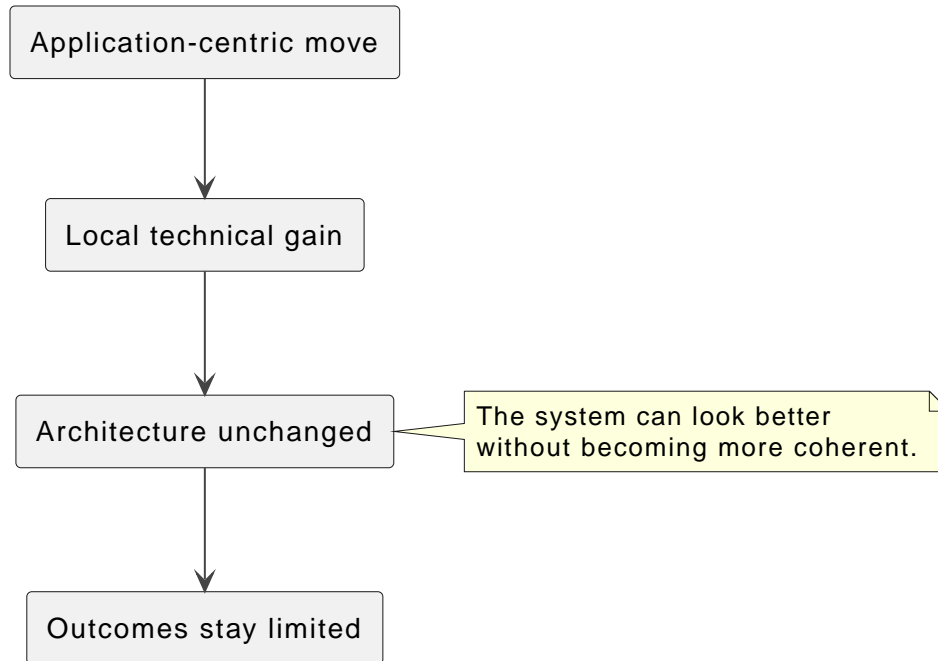 Application-centric move
Local technical gain
Architecture unchanged
The system can look better
without becoming more coherent.
Outcomes stay limited